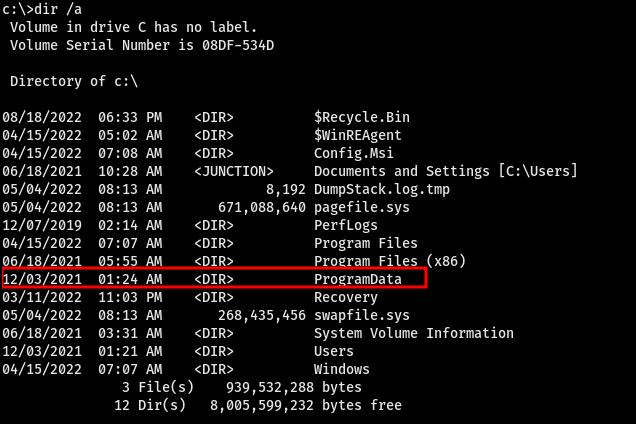 c:\>dir /a
Volume in drive C has no label.
Volume Serial Number is 08DF-534D
Directory of c:\
08/18/2022 06:33 PM <DIR> $Recycle.Bin
04/15/2022 05:02 AM <DIR> $WinREAgent
04/15/2022 07:08 AM <DIR> Config.Msi
06/18/2021 10:28 AM <JUNCTION> Documents and Settings [C:\Users]
05/04/2022 08:13 AM 8,192 DumpStack.log.tmp
05/04/2022 08:13 AM 671,088,640 pagefile.sys
12/07/2019 02:14 AM <DIR> PerfLogs
04/15/2022 07:07 AM <DIR> Program Files
06/18/2021 05:55 AM <DIR> Program Files (x86)
12/03/2021 01:24 AM <DIR> ProgramData
03/11/2022 11:03 PM <DIR> Recovery
05/04/2022 08:13 AM 268,435,456 swapfile.sys
06/18/2021 03:31 AM <DIR> System Volume Information
12/03/2021 01:21 AM <DIR> Users
04/15/2022 07:07 AM <DIR> Windows
3 File(s) 939,532,288 bytes
12 Dir(s) 8,005,599,232 bytes free